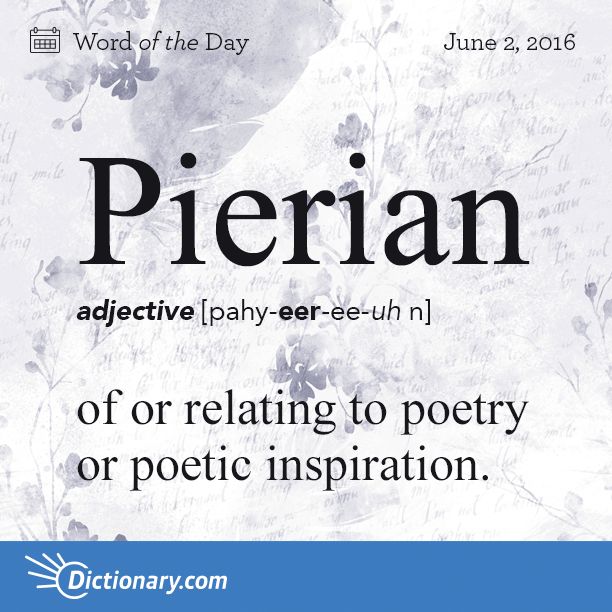 Word of the Day
June 2, 2016
Pierian
adjective [pahy-eer-ee-uh n]
of or relating to poetry
or poetic inspiration.
Dictionary.com